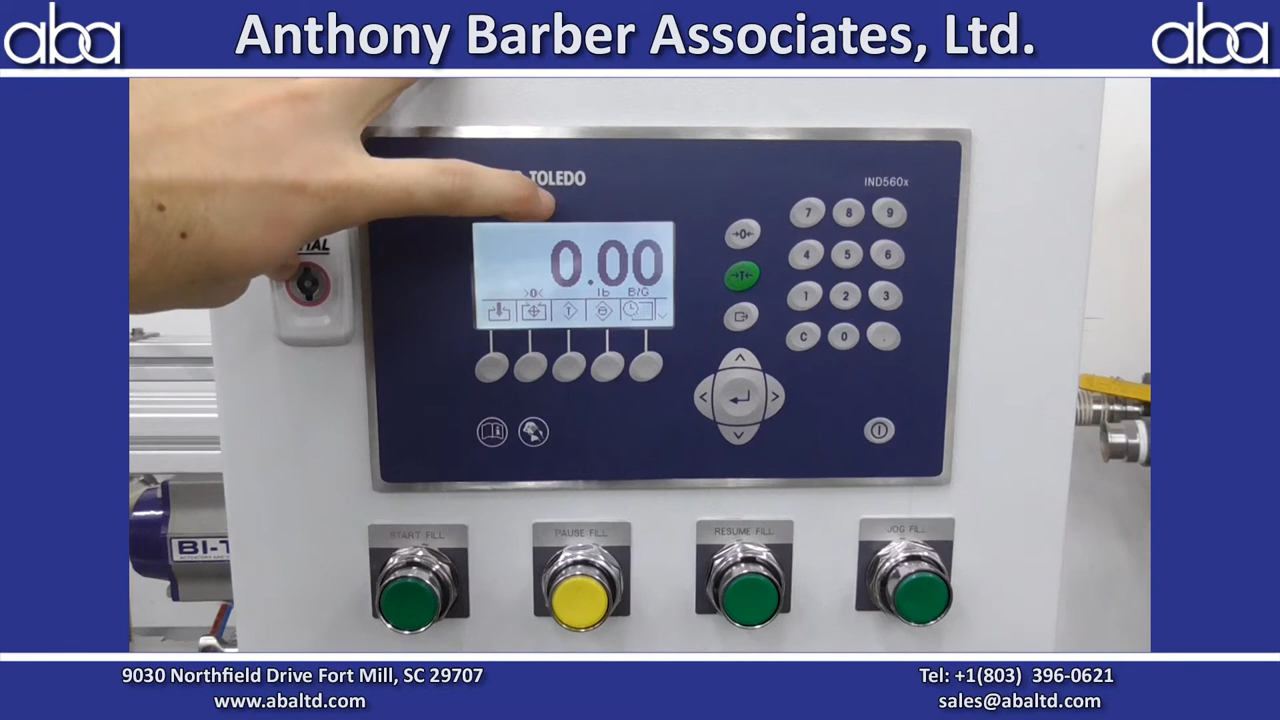 aba
Anthony Barber Associates, Ltd.
aba
TOLEDO
IND560x
0.00
>0<
lb B/G
T
→0←
→T←
7 8 9
4 5 6
1 2 3
C 0 .
BI-T
START FILL
PAUSE FILL
RESUME FILL
JOG FILL
9030 Northfield Drive Fort Mill, SC 29707
www.abaltd.com
Tel: +1(803) 396-0621
sales@abaltd.com